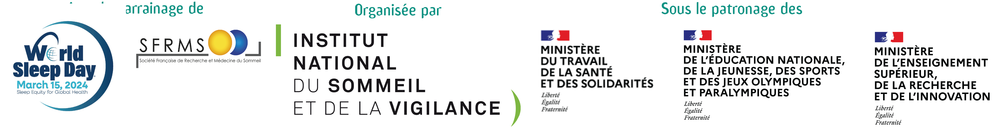 arrainage de
World
Sleep Day®
March 15, 2024
Sleep Equity for Global Health
SFRMS
Société Française de Recherche et Médecine du Sommeil
Organisée par
INSTITUT
NATIONAL
DU SOMMEIL
ET DE LA VIGILANCE
Sous le patronage des
MINISTÈRE
DU TRAVAIL
DE LA SANTÉ
ET DES SOLIDARITÉS
Liberté
Égalité
Fraternité
MINISTÈRE
DE L'ÉDUCATION NATIONALE,
DE LA JEUNESSE, DES SPORTS
ET DES JEUX OLYMPIQUES
ET PARALYMPIQUES
Liberté
Égalité
Fraternité
MINISTÈRE
DE L'ENSEIGNEMENT
SUPÉRIEUR,
DE LA RECHERCHE
ET DE L'INNOVATION
Liberté
Égalité
Fraternité